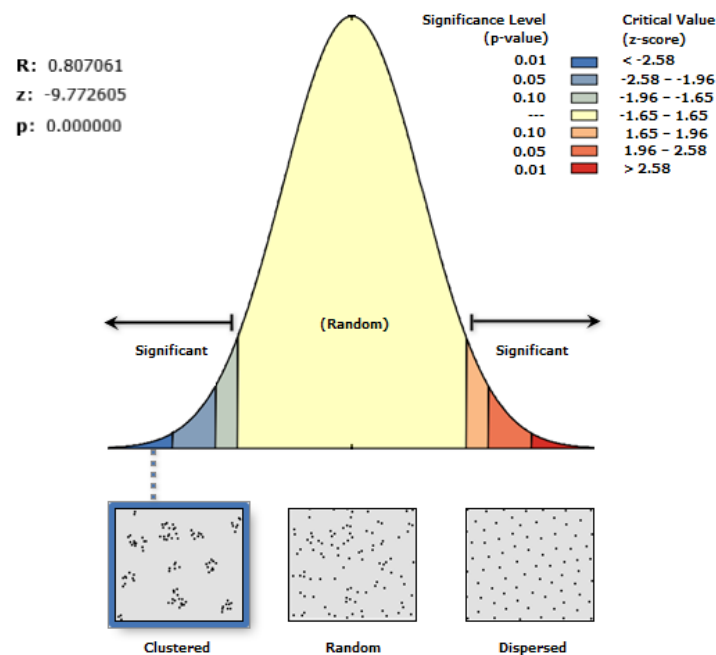 R: 0.807061
z: -9.772605
p: 0.000000
Significance Level
(p-value)
Critical Value
(z-score)
0.01 < -2.58
0.05 -2.58 – -1.96
0.10 -1.96 – -1.65
--- -1.65 – 1.65
0.10 1.65 – 1.96
0.05 1.96 – 2.58
0.01 > 2.58
(Random)
Significant
Significant
Clustered
Random
Dispersed